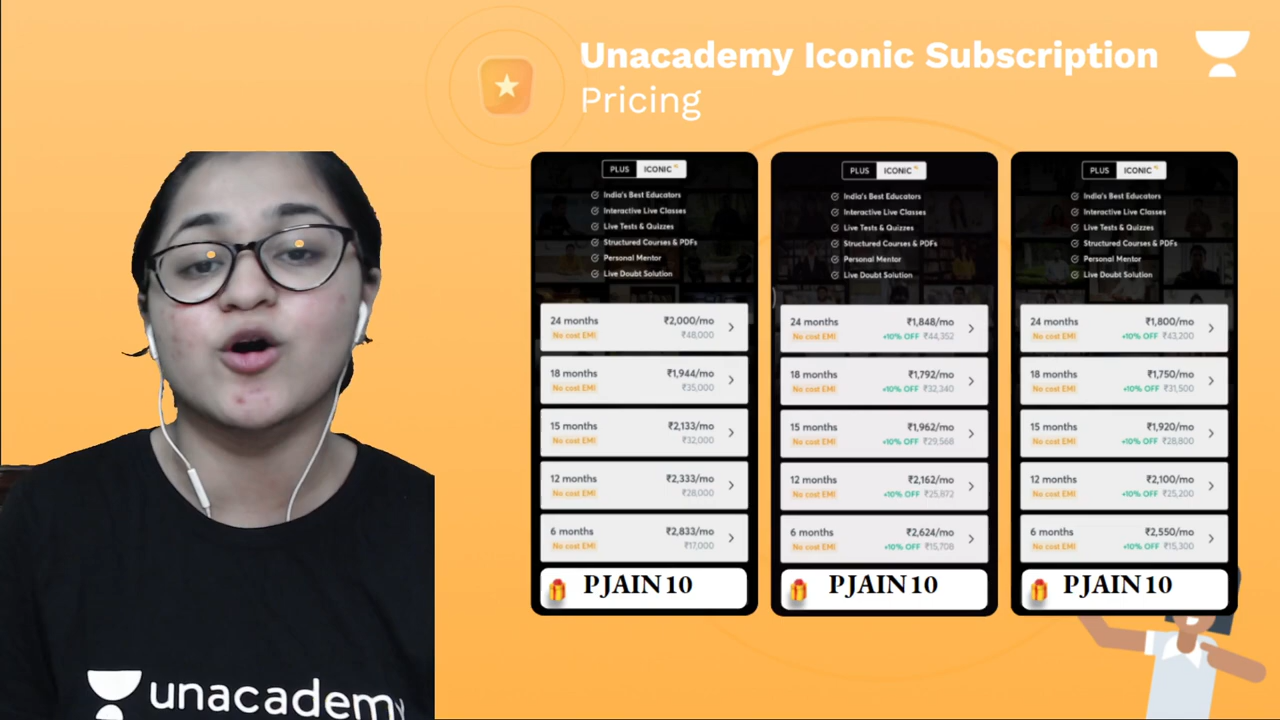 Unacademy Iconic Subscription
Pricing
PLUS ICONIC
India's Best Educators
Interactive Live Classes
Live Tests & Quizzes
Structured Courses & PDFs
Personal Mentor
Live Doubt Solution
24 months ₹2,000/mo
No cost EMI ₹48,000
18 months ₹1,944/mo
No cost EMI ₹35,000
15 months ₹2,133/mo
No cost EMI ₹32,000
12 months ₹2,333/mo
No cost EMI ₹28,000
6 months ₹2,833/mo
No cost EMI ₹17,000
PJAIN10
PLUS ICONIC
India's Best Educators
Interactive Live Classes
Live Tests & Quizzes
Structured Courses & PDFs
Personal Mentor
Live Doubt Solution
24 months ₹1,848/mo
No cost EMI +10% OFF ₹44,352
18 months ₹1,792/mo
No cost EMI +10% OFF ₹32,340
15 months ₹1,962/mo
No cost EMI +10% OFF ₹29,568
12 months ₹2,162/mo
No cost EMI +10% OFF ₹25,872
6 months ₹2,624/mo
No cost EMI +10% OFF ₹15,708
PJAIN10
PLUS ICONIC
India's Best Educators
Interactive Live Classes
Live Tests & Quizzes
Structured Courses & PDFs
Personal Mentor
Live Doubt Solution
24 months ₹1,800/mo
No cost EMI +10% OFF ₹43,200
18 months ₹1,750/mo
No cost EMI +10% OFF ₹31,500
15 months ₹1,920/mo
No cost EMI +10% OFF ₹28,800
12 months ₹2,100/mo
No cost EMI +10% OFF ₹25,200
6 months ₹2,550/mo
No cost EMI +10% OFF ₹15,300
PJAIN10
unacademy